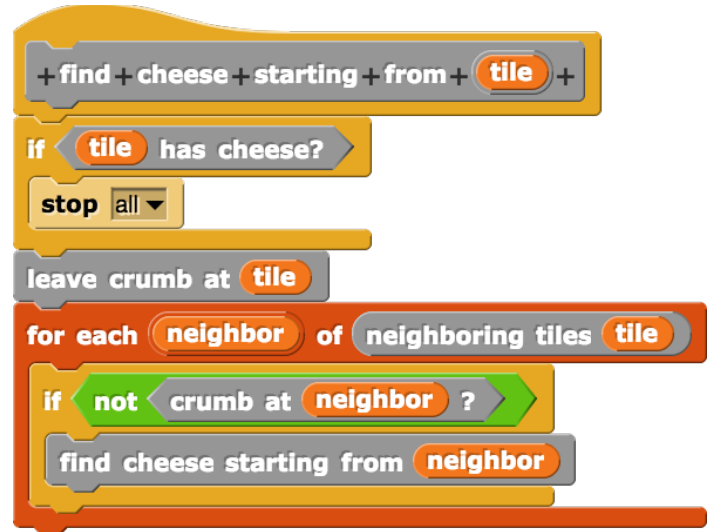 +find+cheese+starting+from+ tile +
if tile has cheese?
stop all
leave crumb at tile
for each neighbor of neighboring tiles tile
if not crumb at neighbor ?
find cheese starting from neighbor